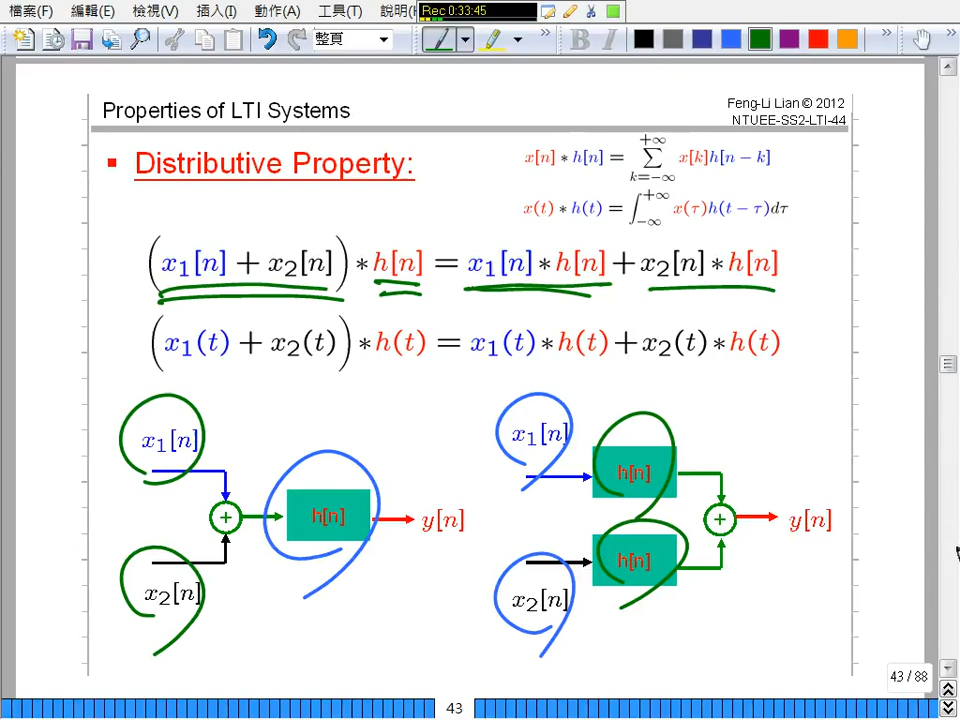 檔案(F) 編輯(E) 檢視(V) 插入(I) 動作(A) 工具(T) 說明(H
Rec 0:33:45
整頁
B I
Properties of LTI Systems
Feng-Li Lian © 2012
NTUEE-SS2-LTI-44
Distributive Property:
x[n] ∗ h[n] = ∑ k=−∞ +∞ x[k]h[n − k]
x(t) ∗ h(t) = ∫ −∞ +∞ x(τ)h(t − τ)dτ
(x₁[n] + x₂[n]) ∗ h[n] = x₁[n] ∗ h[n] + x₂[n] ∗ h[n]
(x₁(t) + x₂(t)) ∗ h(t) = x₁(t) ∗ h(t) + x₂(t) ∗ h(t)
x₁[n]
+
h[n]
y[n]
x₂[n]
x₁[n]
h[n]
+
y[n]
h[n]
x₂[n]
43 / 88
43